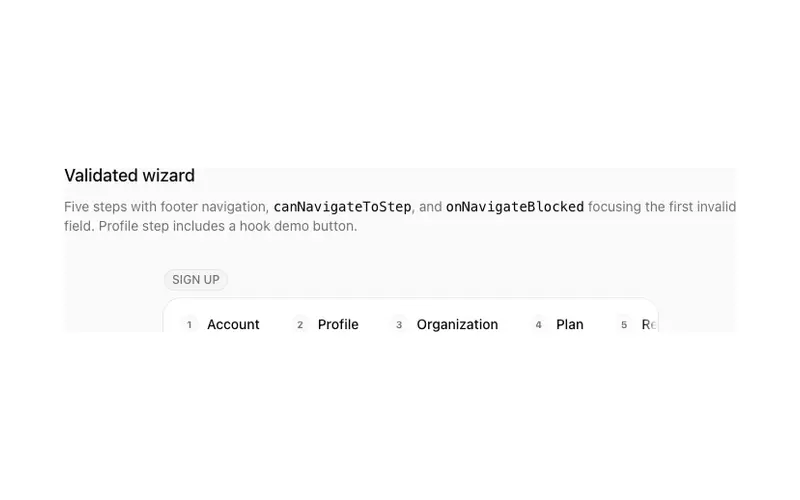 Validated wizard
Five steps with footer navigation, canNavigateToStep, and onNavigateBlocked focusing the first invalid
field. Profile step includes a hook demo button.
SIGN UP
1 Account 2 Profile 3 Organization 4 Plan 5